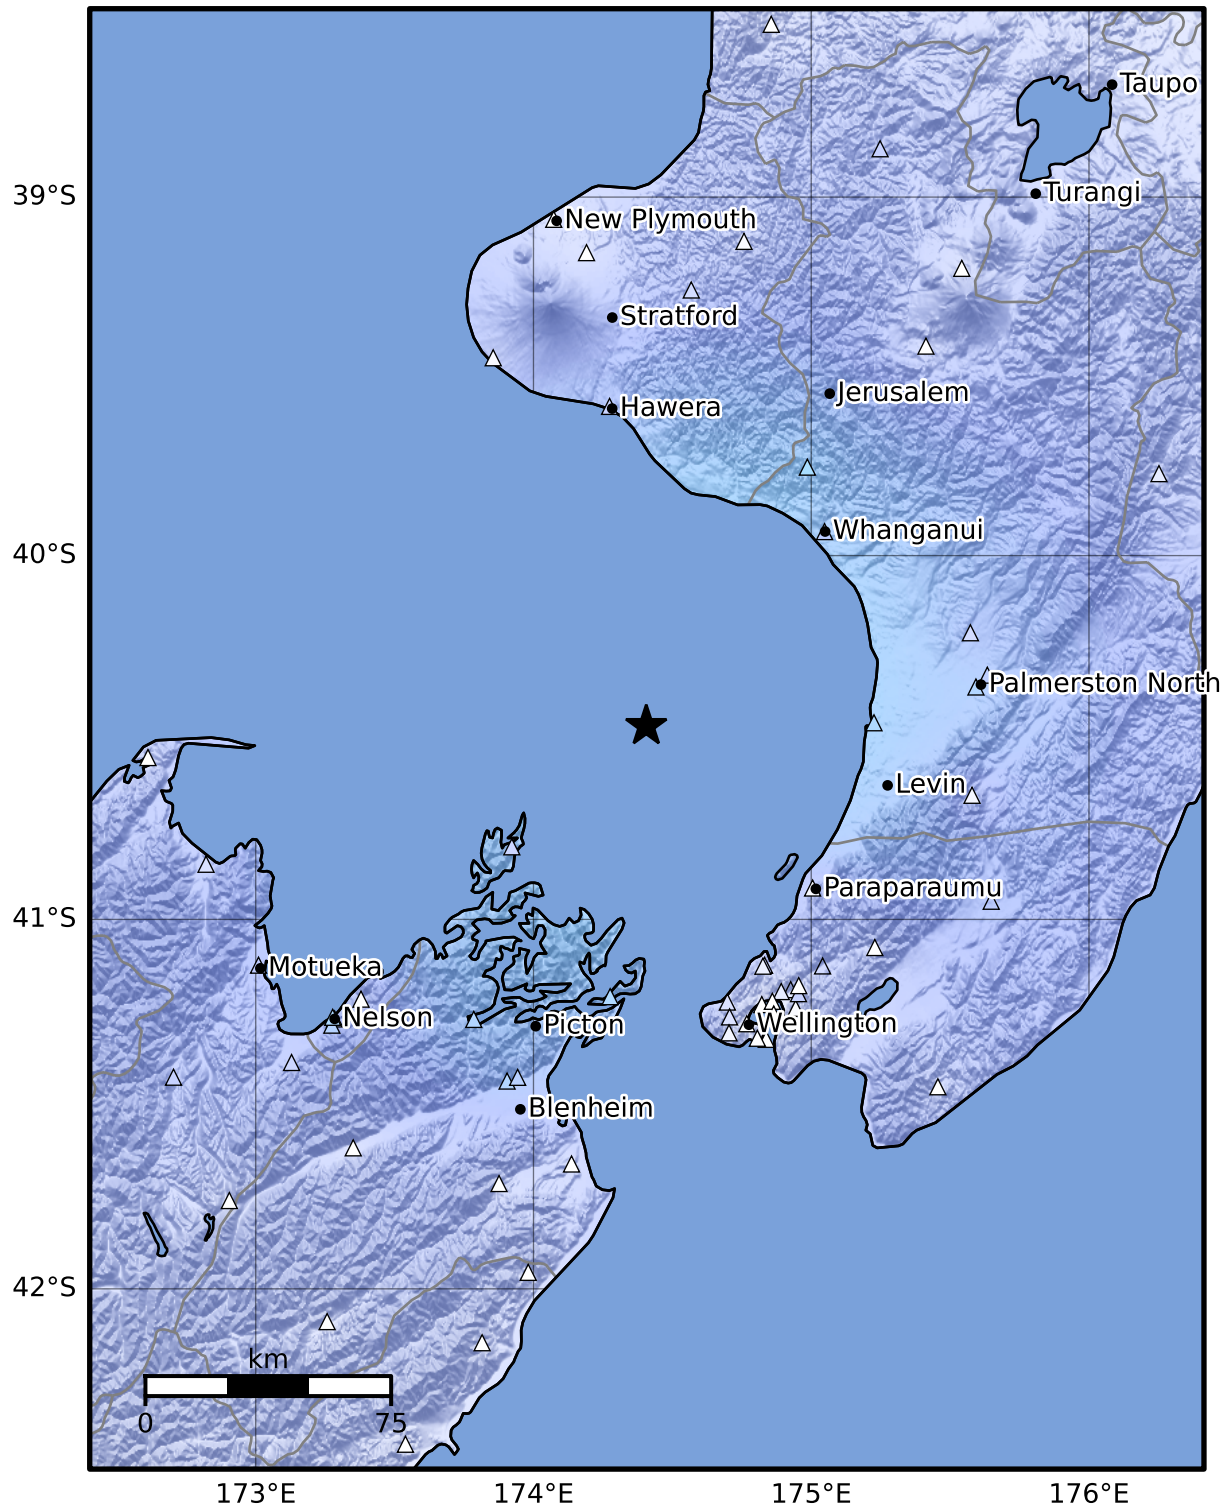 Taupo
39°S
Turangi
New Plymouth
Stratford
Jerusalem
Hawera
Whanganui
40°S
Palmerston North
Levin
Paraparaumu
41°S
Motueka
Nelson
Picton
Wellington
Blenheim
42°S
km
0
75
173°E
174°E
175°E
176°E